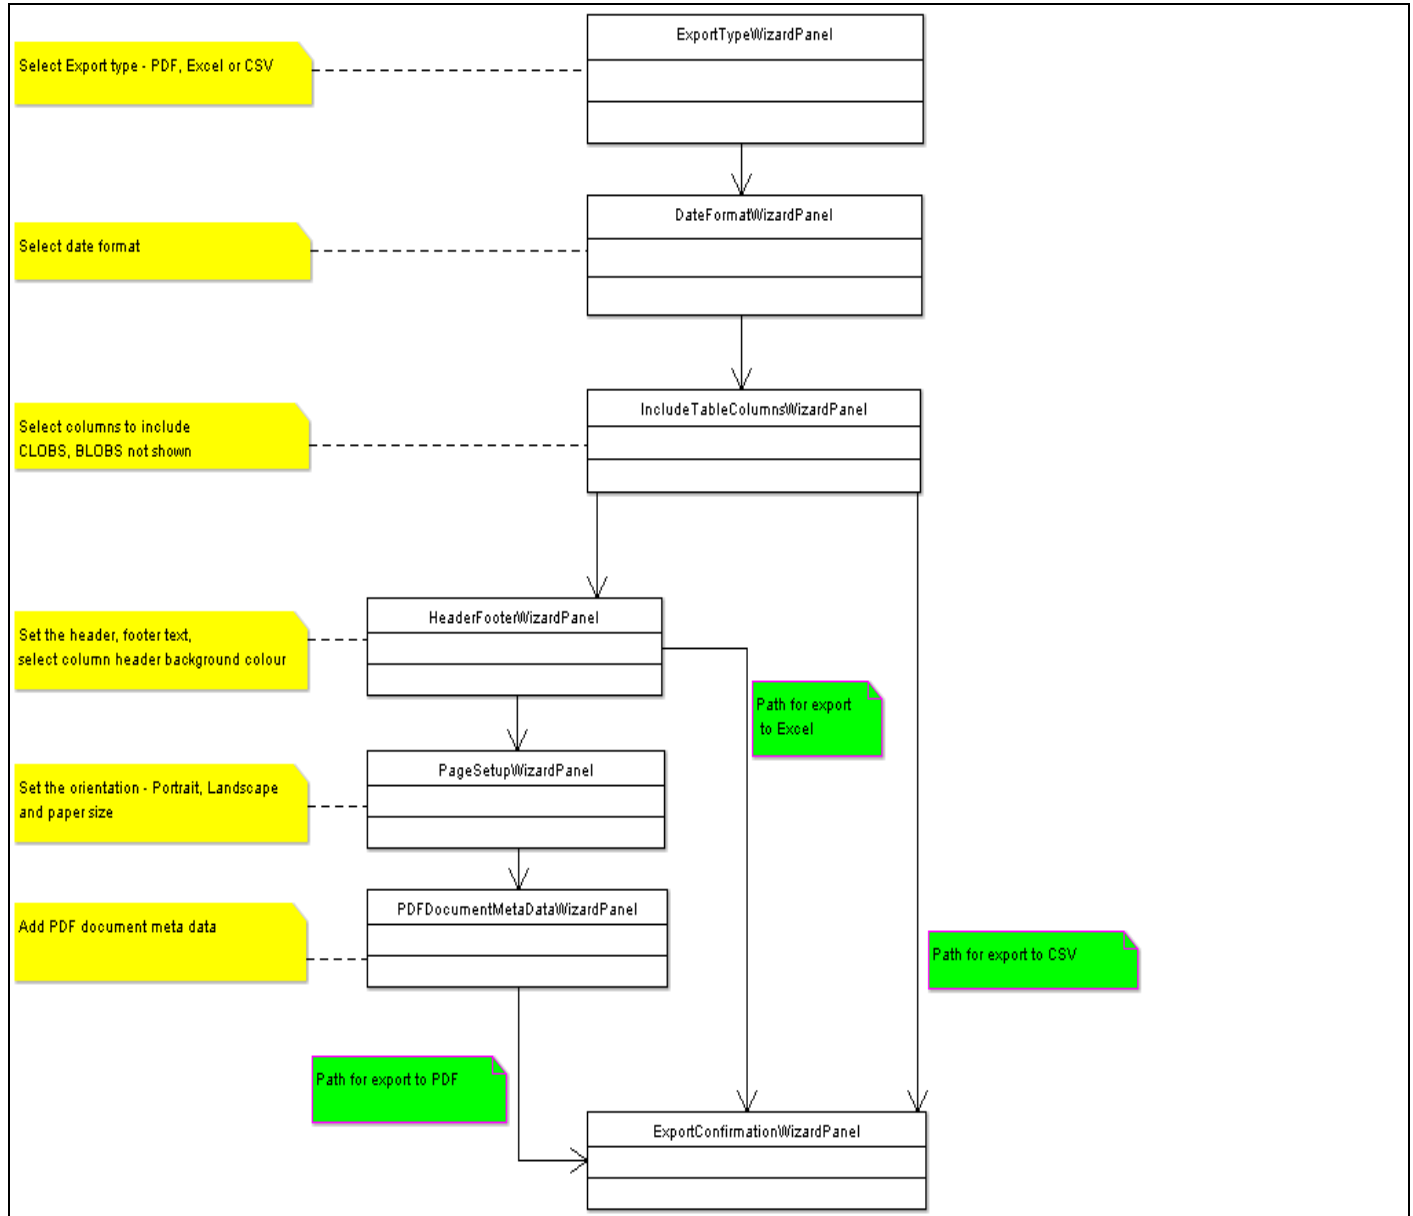 ExportTypeWizardPanel
Select Export type - PDF, Excel or CSV
DateFormatWizardPanel
Select date format
IncludeTableColumnsWizardPanel
Select columns to include
CLOBS, BLOBS not shown
HeaderFooterWizardPanel
Set the header, footer text,
select column header background colour
Path for export
to Excel
PageSetupWizardPanel
Set the orientation - Portrait, Landscape
and paper size
PDFDocumentMetaDataWizardPanel
Add PDF document meta data
Path for export to CSV
Path for export to PDF
ExportConfirmationWizardPanel